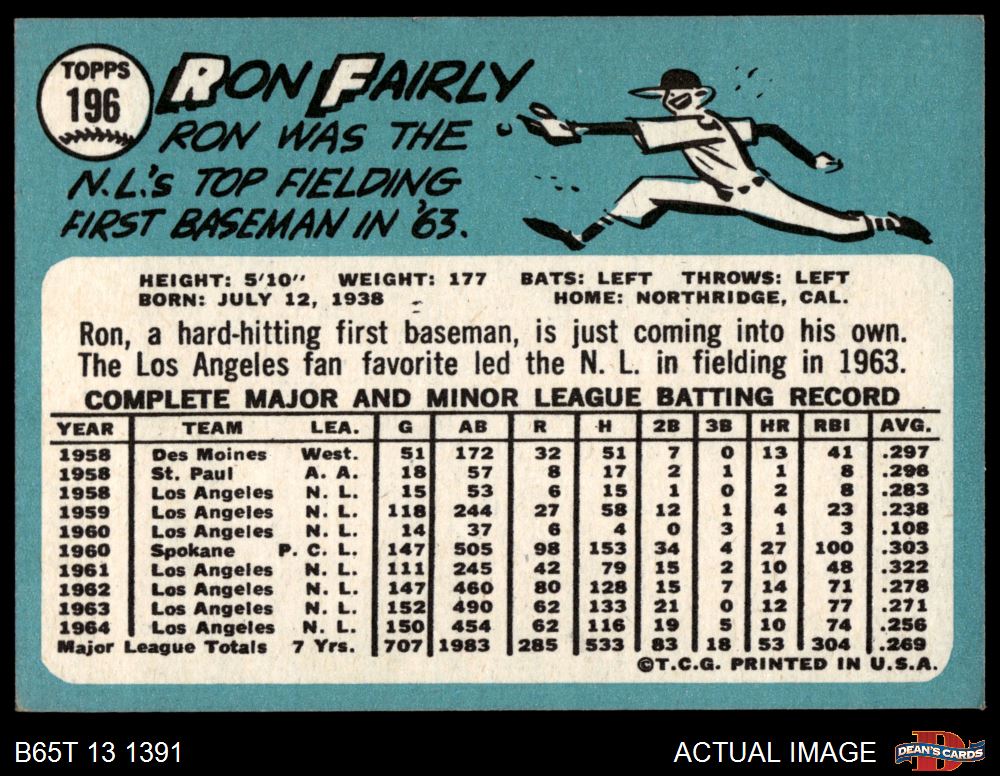 TOPPS
196
RON FAIRLY
RON WAS THE
N.L.'S TOP FIELDING
FIRST BASEMAN IN '63.
HEIGHT: 5'10" WEIGHT: 177 BATS: LEFT THROWS: LEFT
BORN: JULY 12, 1938 HOME: NORTHRIDGE, CAL.
Ron, a hard-hitting first baseman, is just coming into his own.
The Los Angeles fan favorite led the N. L. in fielding in 1963.
COMPLETE MAJOR AND MINOR LEAGUE BATTING RECORD
YEAR TEAM LEA. G AB R H 2B 3B HR RBI AVG.
1958 Des Moines West. 51 172 32 51 7 0 13 41 .297
1958 St. Paul A. A. 18 57 8 17 2 1 1 8 .298
1958 Los Angeles N. L. 15 53 6 15 1 0 2 8 .283
1959 Los Angeles N. L. 118 244 27 58 12 1 4 23 .238
1960 Los Angeles N. L. 14 37 6 4 0 3 1 3 .108
1960 Spokane P. C. L. 147 505 98 153 34 4 27 100 .303
1961 Los Angeles N. L. 111 245 42 79 15 2 10 48 .322
1962 Los Angeles N. L. 147 460 80 128 15 7 14 71 .278
1963 Los Angeles N. L. 152 490 62 133 21 0 12 77 .271
1964 Los Angeles N. L. 150 454 62 116 19 5 10 74 .256
Major League Totals 7 Yrs. 707 1983 285 533 83 18 53 304 .269
©T.C.G. PRINTED IN U.S.A.
B65T 13 1391
ACTUAL IMAGE
DEAN'S CARDS